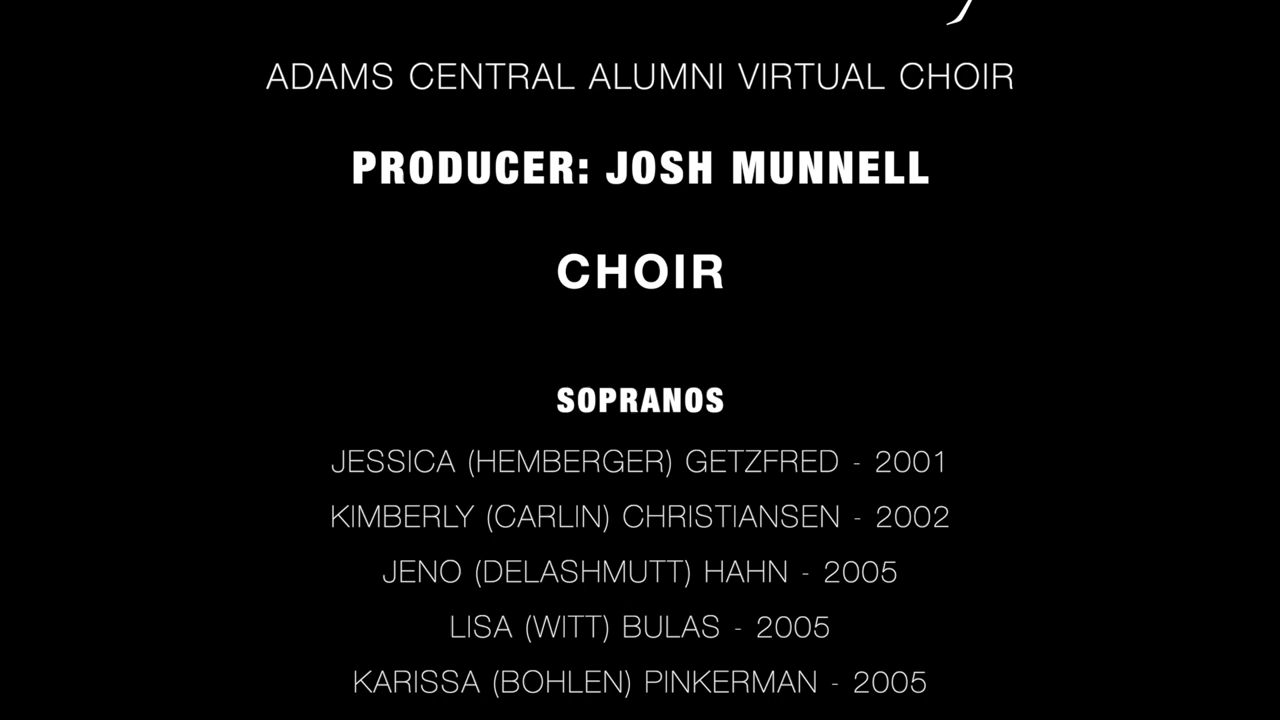 ADAMS CENTRAL ALUMNI VIRTUAL CHOIR
PRODUCER: JOSH MUNNELL
CHOIR
SOPRANOS
JESSICA (HEMBERGER) GETZFRED - 2001
KIMBERLY (CARLIN) CHRISTIANSEN - 2002
JENO (DELASHMUTT) HAHN - 2005
LISA (WITT) BULAS - 2005
KARISSA (BOHLEN) PINKERMAN - 2005